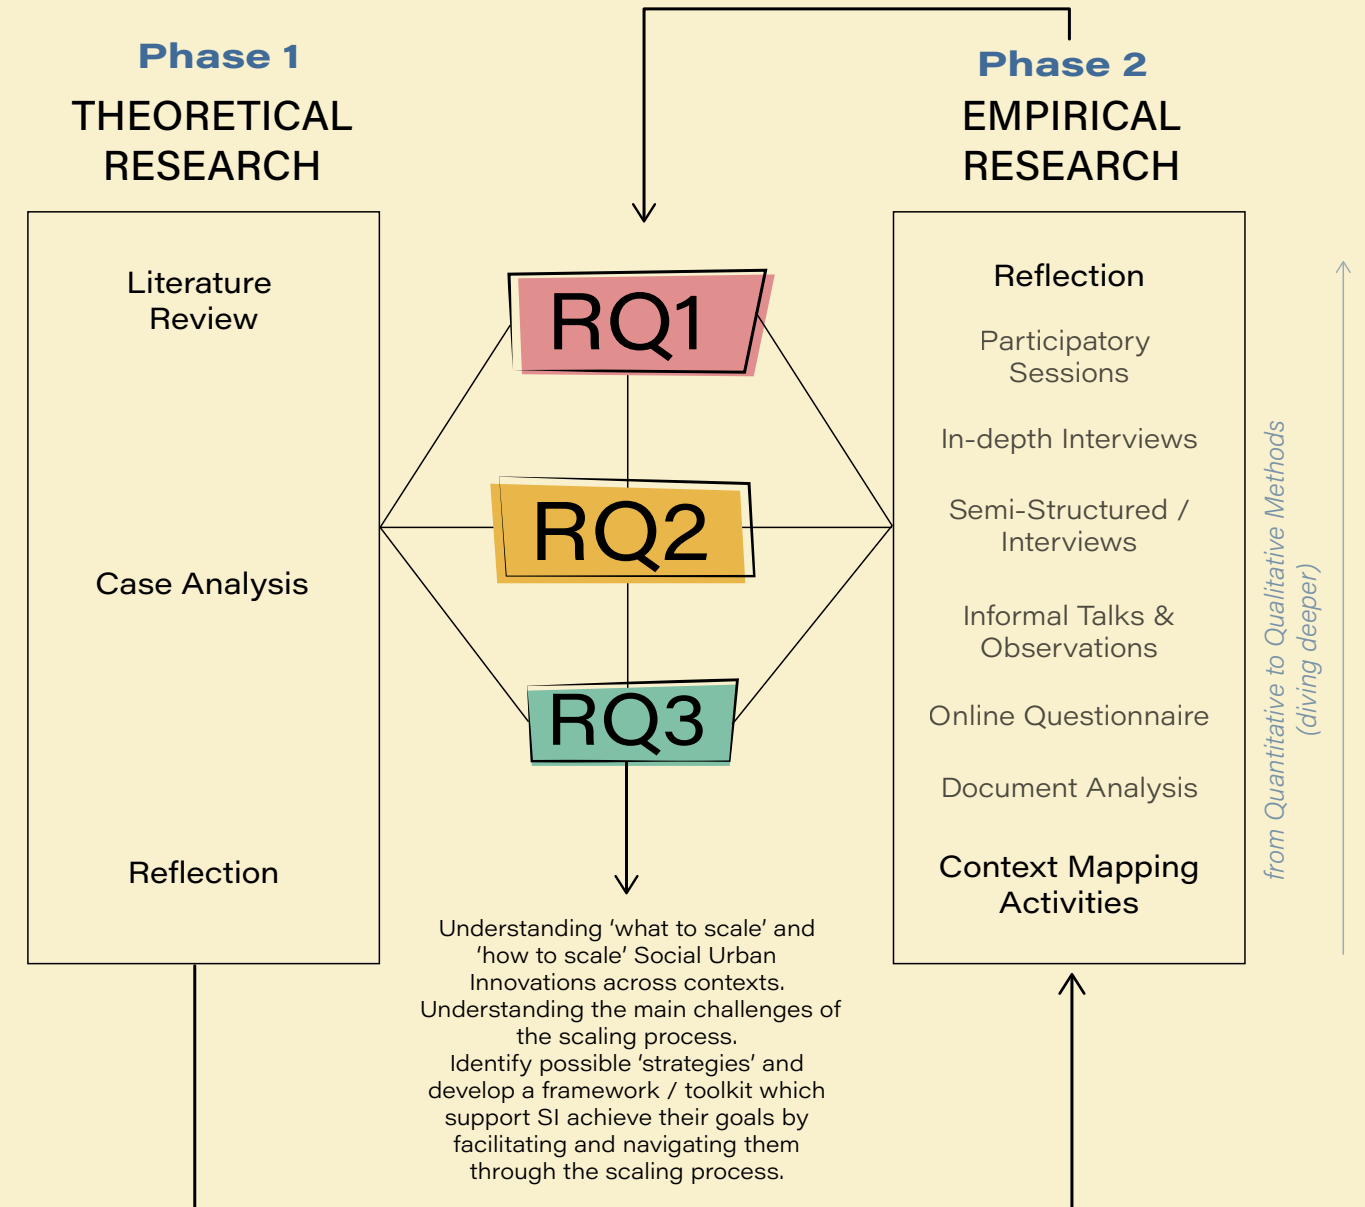 Phase 1
THEORETICAL
RESEARCH
Literature
Review
Case Analysis
Reflection
RQ1
RQ2
RQ3
Understanding ‘what to scale’ and
‘how to scale’ Social Urban
Innovations across contexts.
Understanding the main challenges of
the scaling process.
Identify possible ‘strategies’ and
develop a framework / toolkit which
support SI achieve their goals by
facilitating and navigating them
through the scaling process.
Phase 2
EMPIRICAL
RESEARCH
Reflection
Participatory
Sessions
In-depth Interviews
Semi-Structured /
Interviews
Informal Talks &
Observations
Online Questionnaire
Document Analysis
Context Mapping
Activities
from Quantitative to Qualitative Methods
(diving deeper)